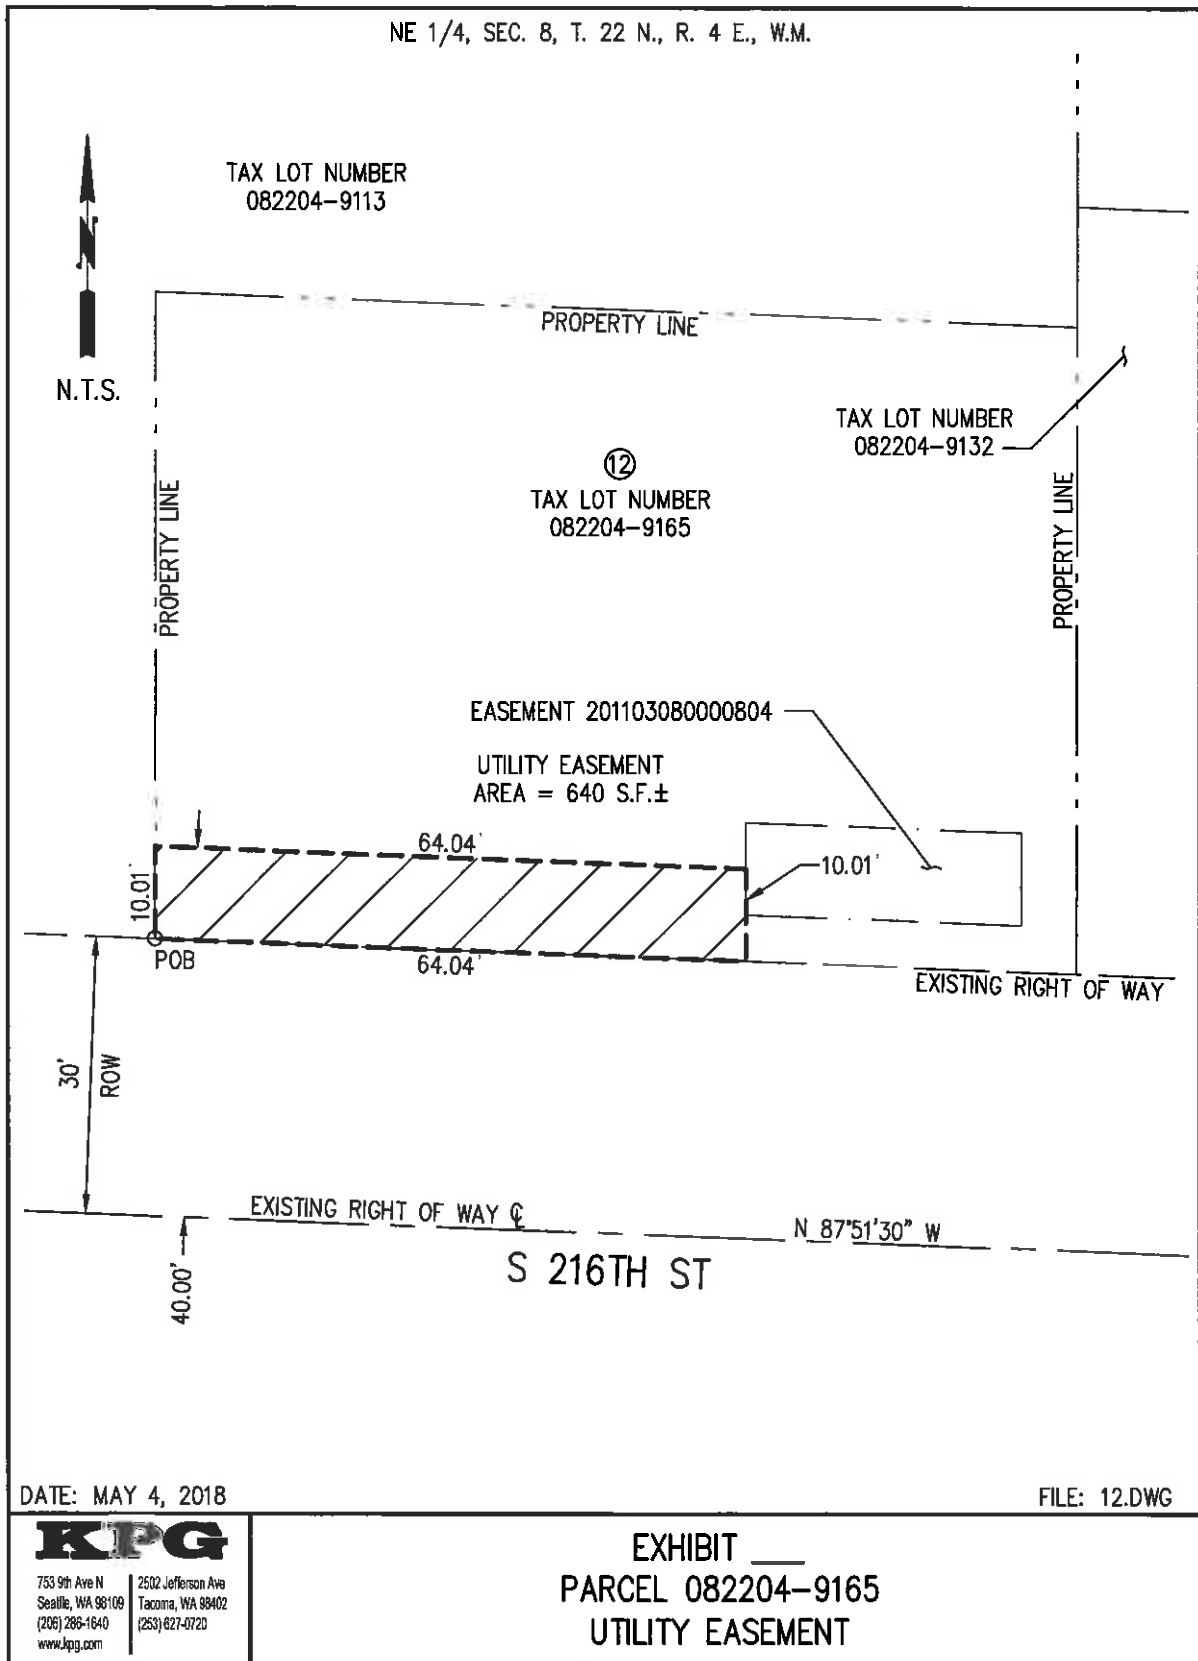 NE 1/4, SEC. 8, T. 22 N., R. 4 E., W.M.
TAX LOT NUMBER
082204-9113
N
N.T.S.
PROPERTY LINE
TAX LOT NUMBER
082204-9132
12
TAX LOT NUMBER
082204-9165
PROPERTY LINE
PROPERTY LINE
EASEMENT 201103080000804
UTILITY EASEMENT
AREA = 640 S.F.±
64.04'
10.01'
10.01'
POB
64.04'
EXISTING RIGHT OF WAY
30'
ROW
EXISTING RIGHT OF WAY ℄
N 87°51'30" W
40.00'
S 216TH ST
DATE: MAY 4, 2018
FILE: 12.DWG
KPG
753 9th Ave N
Seattle, WA 98109
(206) 286-1640
www.kpg.com
2502 Jefferson Ave
Tacoma, WA 98402
(253) 627-0720
EXHIBIT ___
PARCEL 082204-9165
UTILITY EASEMENT